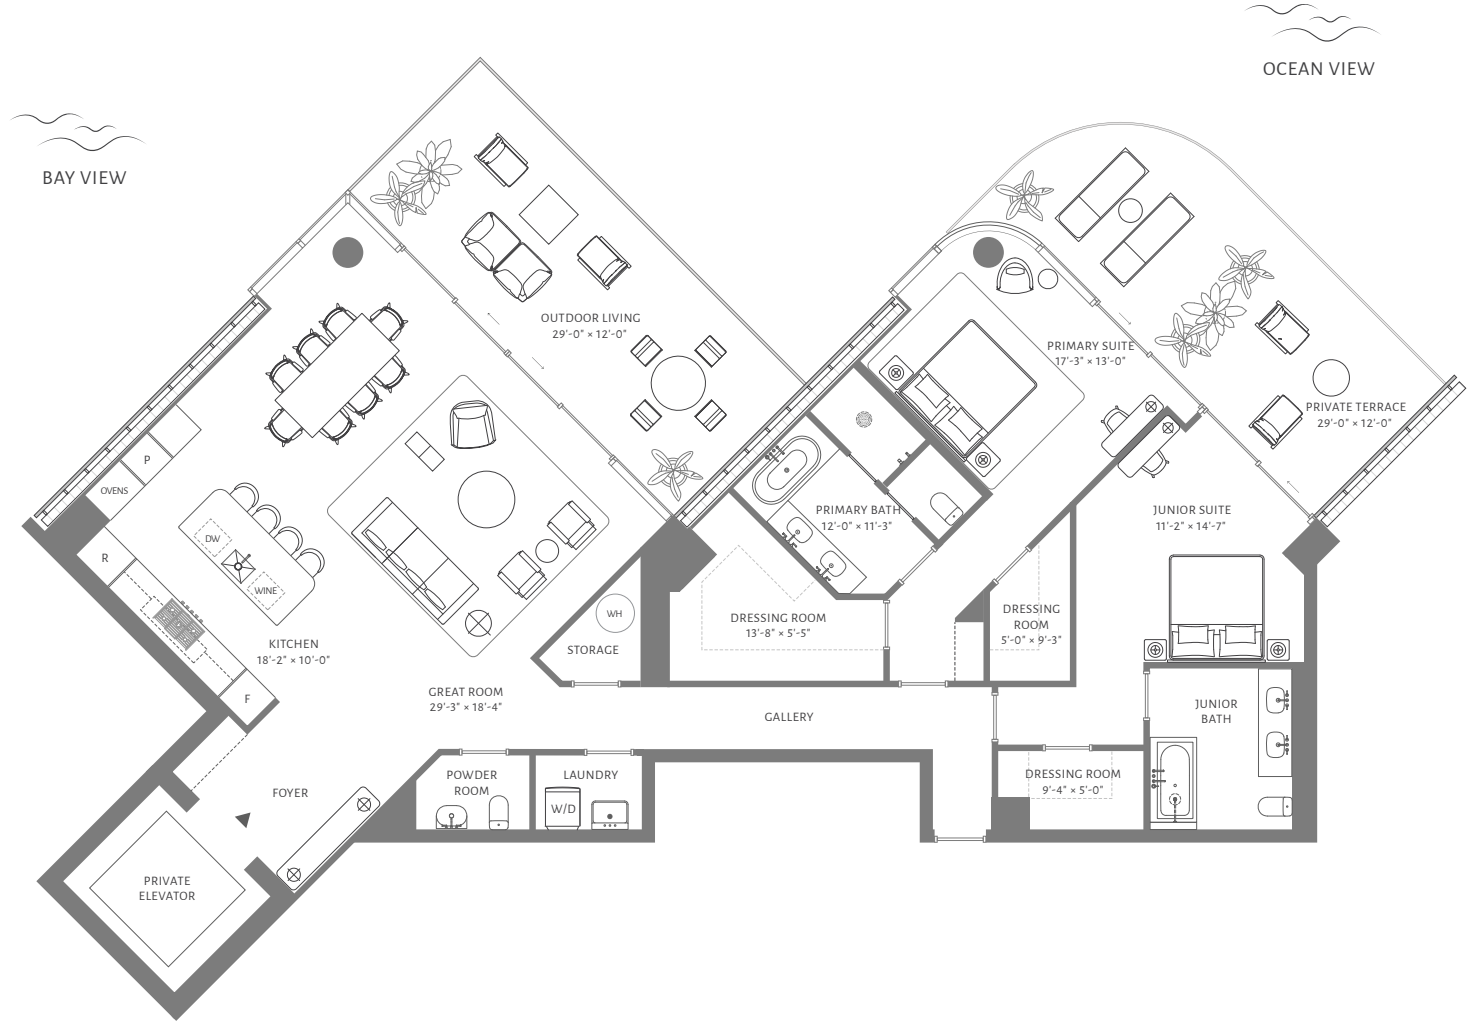 OCEAN VIEW
BAY VIEW
OUTDOOR LIVING
29'-0" × 12'-0"
PRIMARY SUITE
17'-3" × 13'-0"
PRIVATE TERRACE
29'-0" × 12'-0"
P
OVENS
R
DW
WINE
PRIMARY BATH
12'-0" × 11'-3"
JUNIOR SUITE
11'-2" × 14'-7"
WH
STORAGE
DRESSING ROOM
13'-8" × 5'-5"
DRESSING
ROOM
5'-0" × 9'-3"
KITCHEN
18'-2" × 10'-0"
F
GREAT ROOM
29'-3" × 18'-4"
GALLERY
JUNIOR
BATH
FOYER
POWDER
ROOM
LAUNDRY
W/D
DRESSING ROOM
9'-4" × 5'-0"
PRIVATE
ELEVATOR